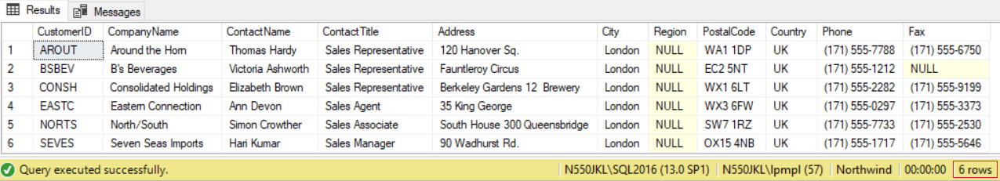 Results Messages
CustomerID CompanyName ContactName ContactTitle Address City Region PostalCode Country Phone Fax
1 AROUT Around the Horn Thomas Hardy Sales Representative 120 Hanover Sq. London NULL WA1 1DP UK (171) 555-7788 (171) 555-6750
2 BSBEV B's Beverages Victoria Ashworth Sales Representative Fauntleroy Circus London NULL EC2 5NT UK (171) 555-1212 NULL
3 CONSH Consolidated Holdings Elizabeth Brown Sales Representative Berkeley Gardens 12 Brewery London NULL WX1 6LT UK (171) 555-2282 (171) 555-9199
4 EASTC Eastern Connection Ann Devon Sales Agent 35 King George London NULL WX3 6FW UK (171) 555-0297 (171) 555-3373
5 NORTS North/South Simon Crowther Sales Associate South House 300 Queensbridge London NULL SW7 1RZ UK (171) 555-7733 (171) 555-2530
6 SEVES Seven Seas Imports Hari Kumar Sales Manager 90 Wadhurst Rd. London NULL OX15 4NB UK (171) 555-1717 (171) 555-5646
Query executed successfully. N550JKL\SQL2016 (13.0 SP1) N550JKL\lpmpl (57) Northwind 00:00:00 6 rows